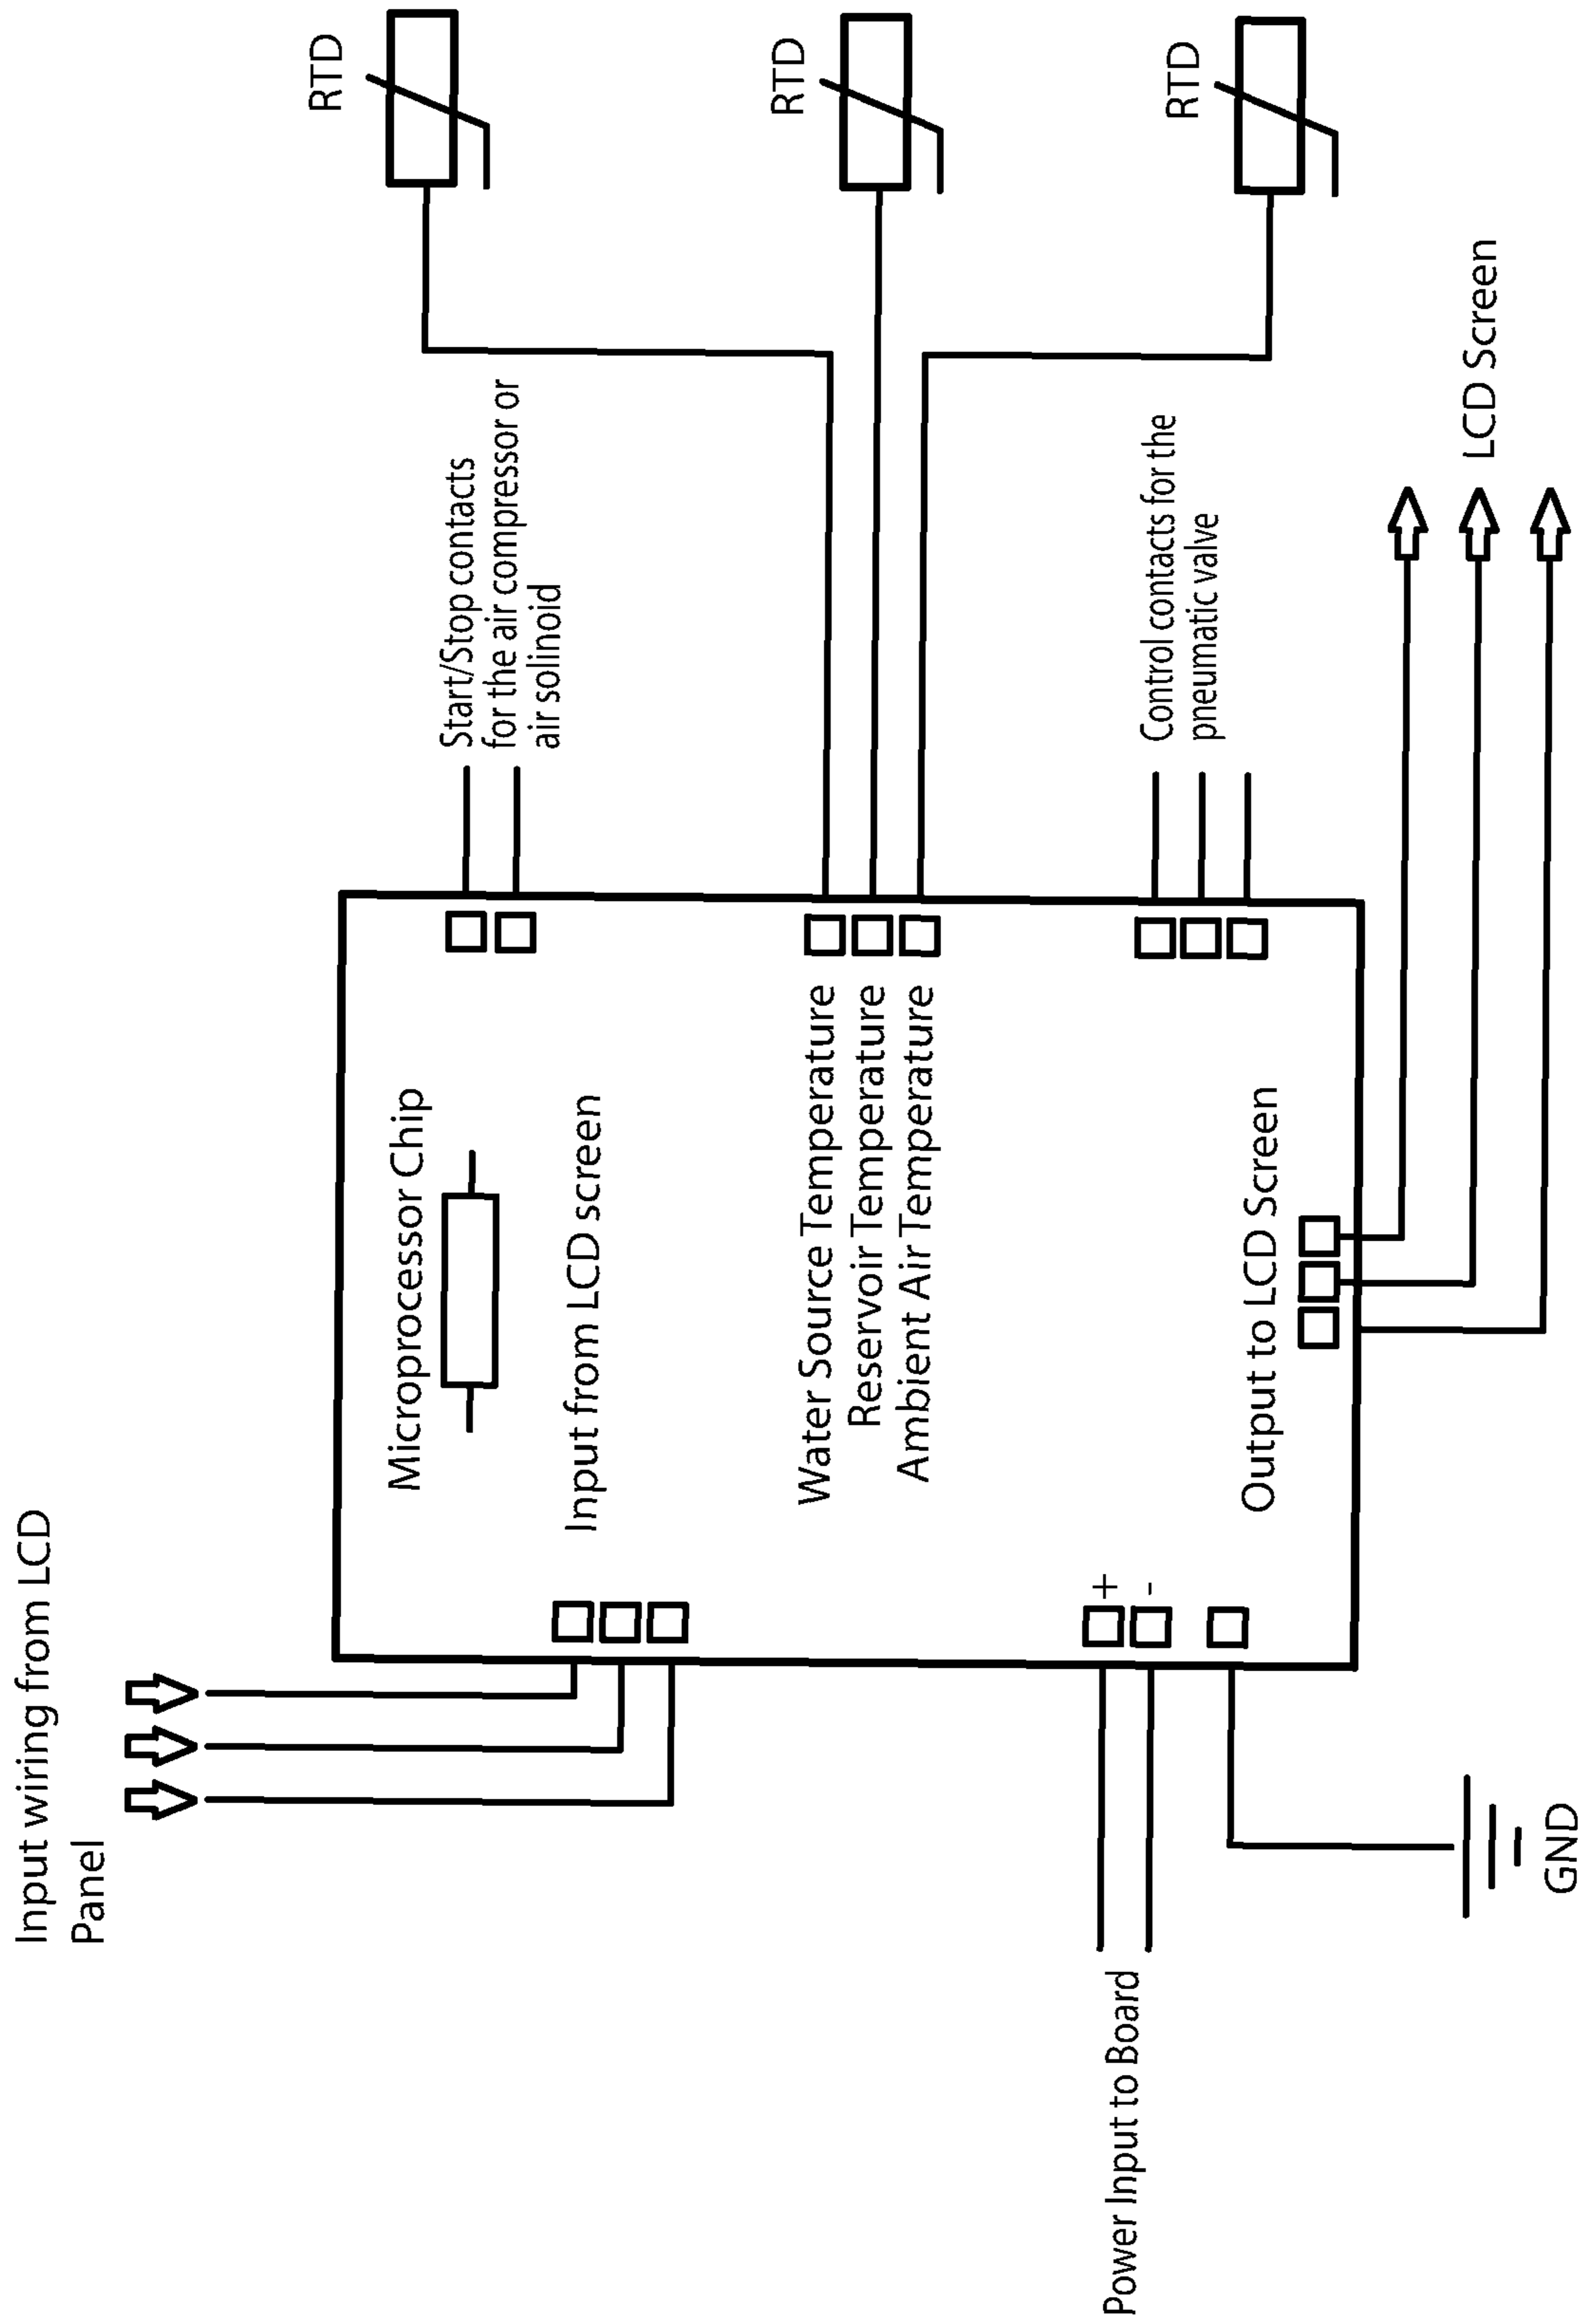 Input wiring from LCD
Panel
Microprocessor Chip
Input from LCD screen
Water Source Temperature
Reservoir Temperature
Ambient Air Temperature
Output to LCD Screen
+
-
Power Input to Board
GND
Start/Stop contacts
for the air compressor or
air solinoid
Control contacts for the
pneumatic valve
RTD
RTD
RTD
LCD Screen